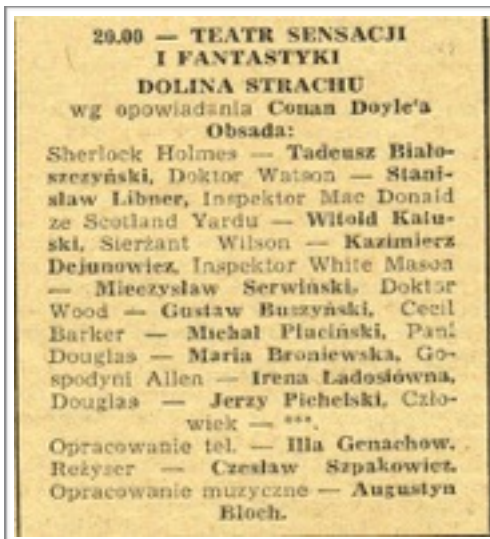 20.00 — TEATR SENSACJI
I FANTASTYKI
DOLINA STRACHU
wg opowiadania Conan Doyle'a
Obsada:
Sherlock Holmes — Tadeusz Biało-
szczyński, Doktor Watson — Stani-
sław Libner, Inspektor Mac Donald
ze Scotland Yardu — Witold Kału-
ski, Sierżant Wilson — Kazimierz
Dejunowicz, Inspektor White Mason
— Mieczysław Serwiński, Doktor
Wood — Gustaw Buszyński, Cecil
Barker — Michał Pluciński, Pani
Douglas — Maria Broniewska, Go-
spodyni Allen — Irena Ładosiówna,
Douglas — Jerzy Pichelski, Czło-
wiek — ***.
Opracowanie tel. — Illa Genachow.
Reżyser — Czesław Szpakowicz.
Opracowanie muzyczne — Augustyn
Bloch.